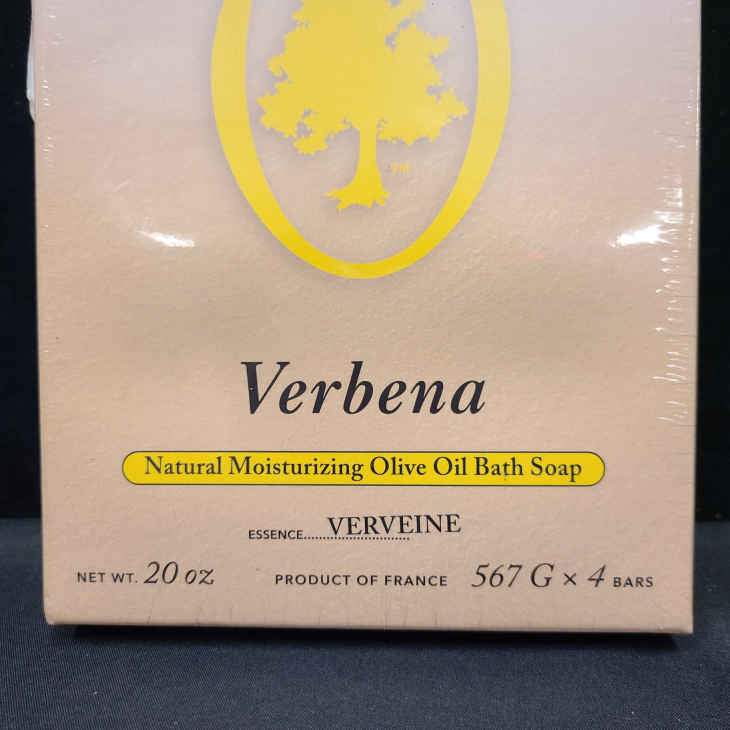 Verbena
Natural Moisturizing Olive Oil Bath Soap
ESSENCE..................... VERVEINE
NET WT. 20 oz PRODUCT OF FRANCE 567 G × 4 BARS